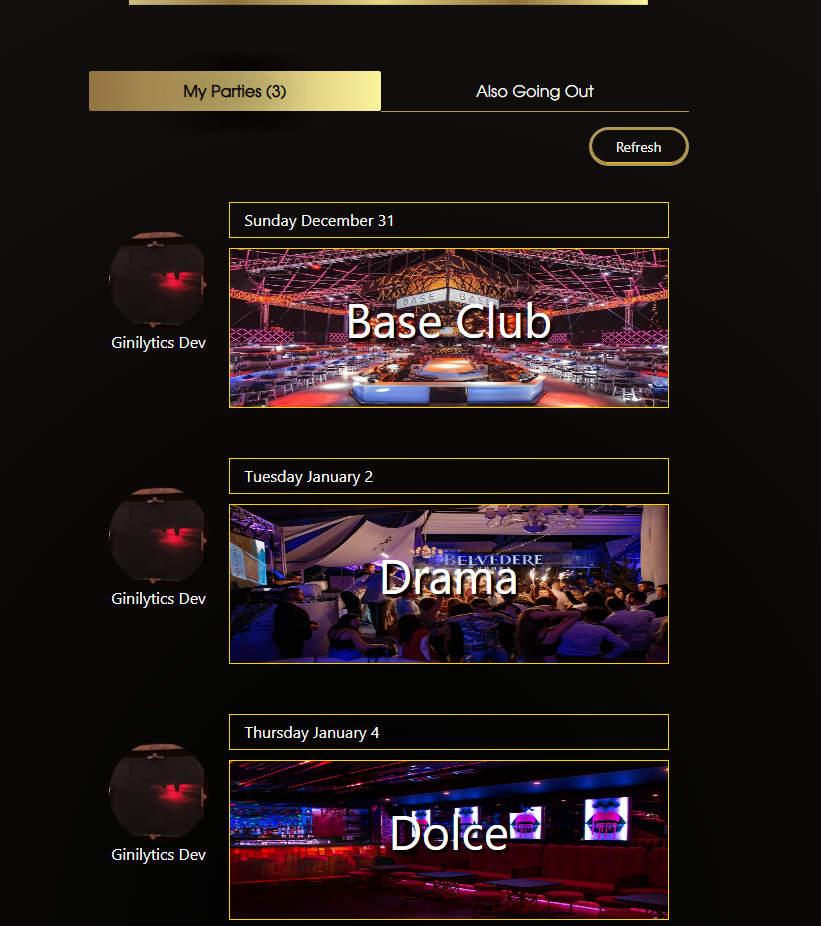 My Parties (3)
Also Going Out
Refresh
Sunday December 31
BASE BASE
Base Club
Ginilytics Dev
Tuesday January 2
BELVEDERE
Drama
Ginilytics Dev
Thursday January 4
Dolce
Ginilytics Dev